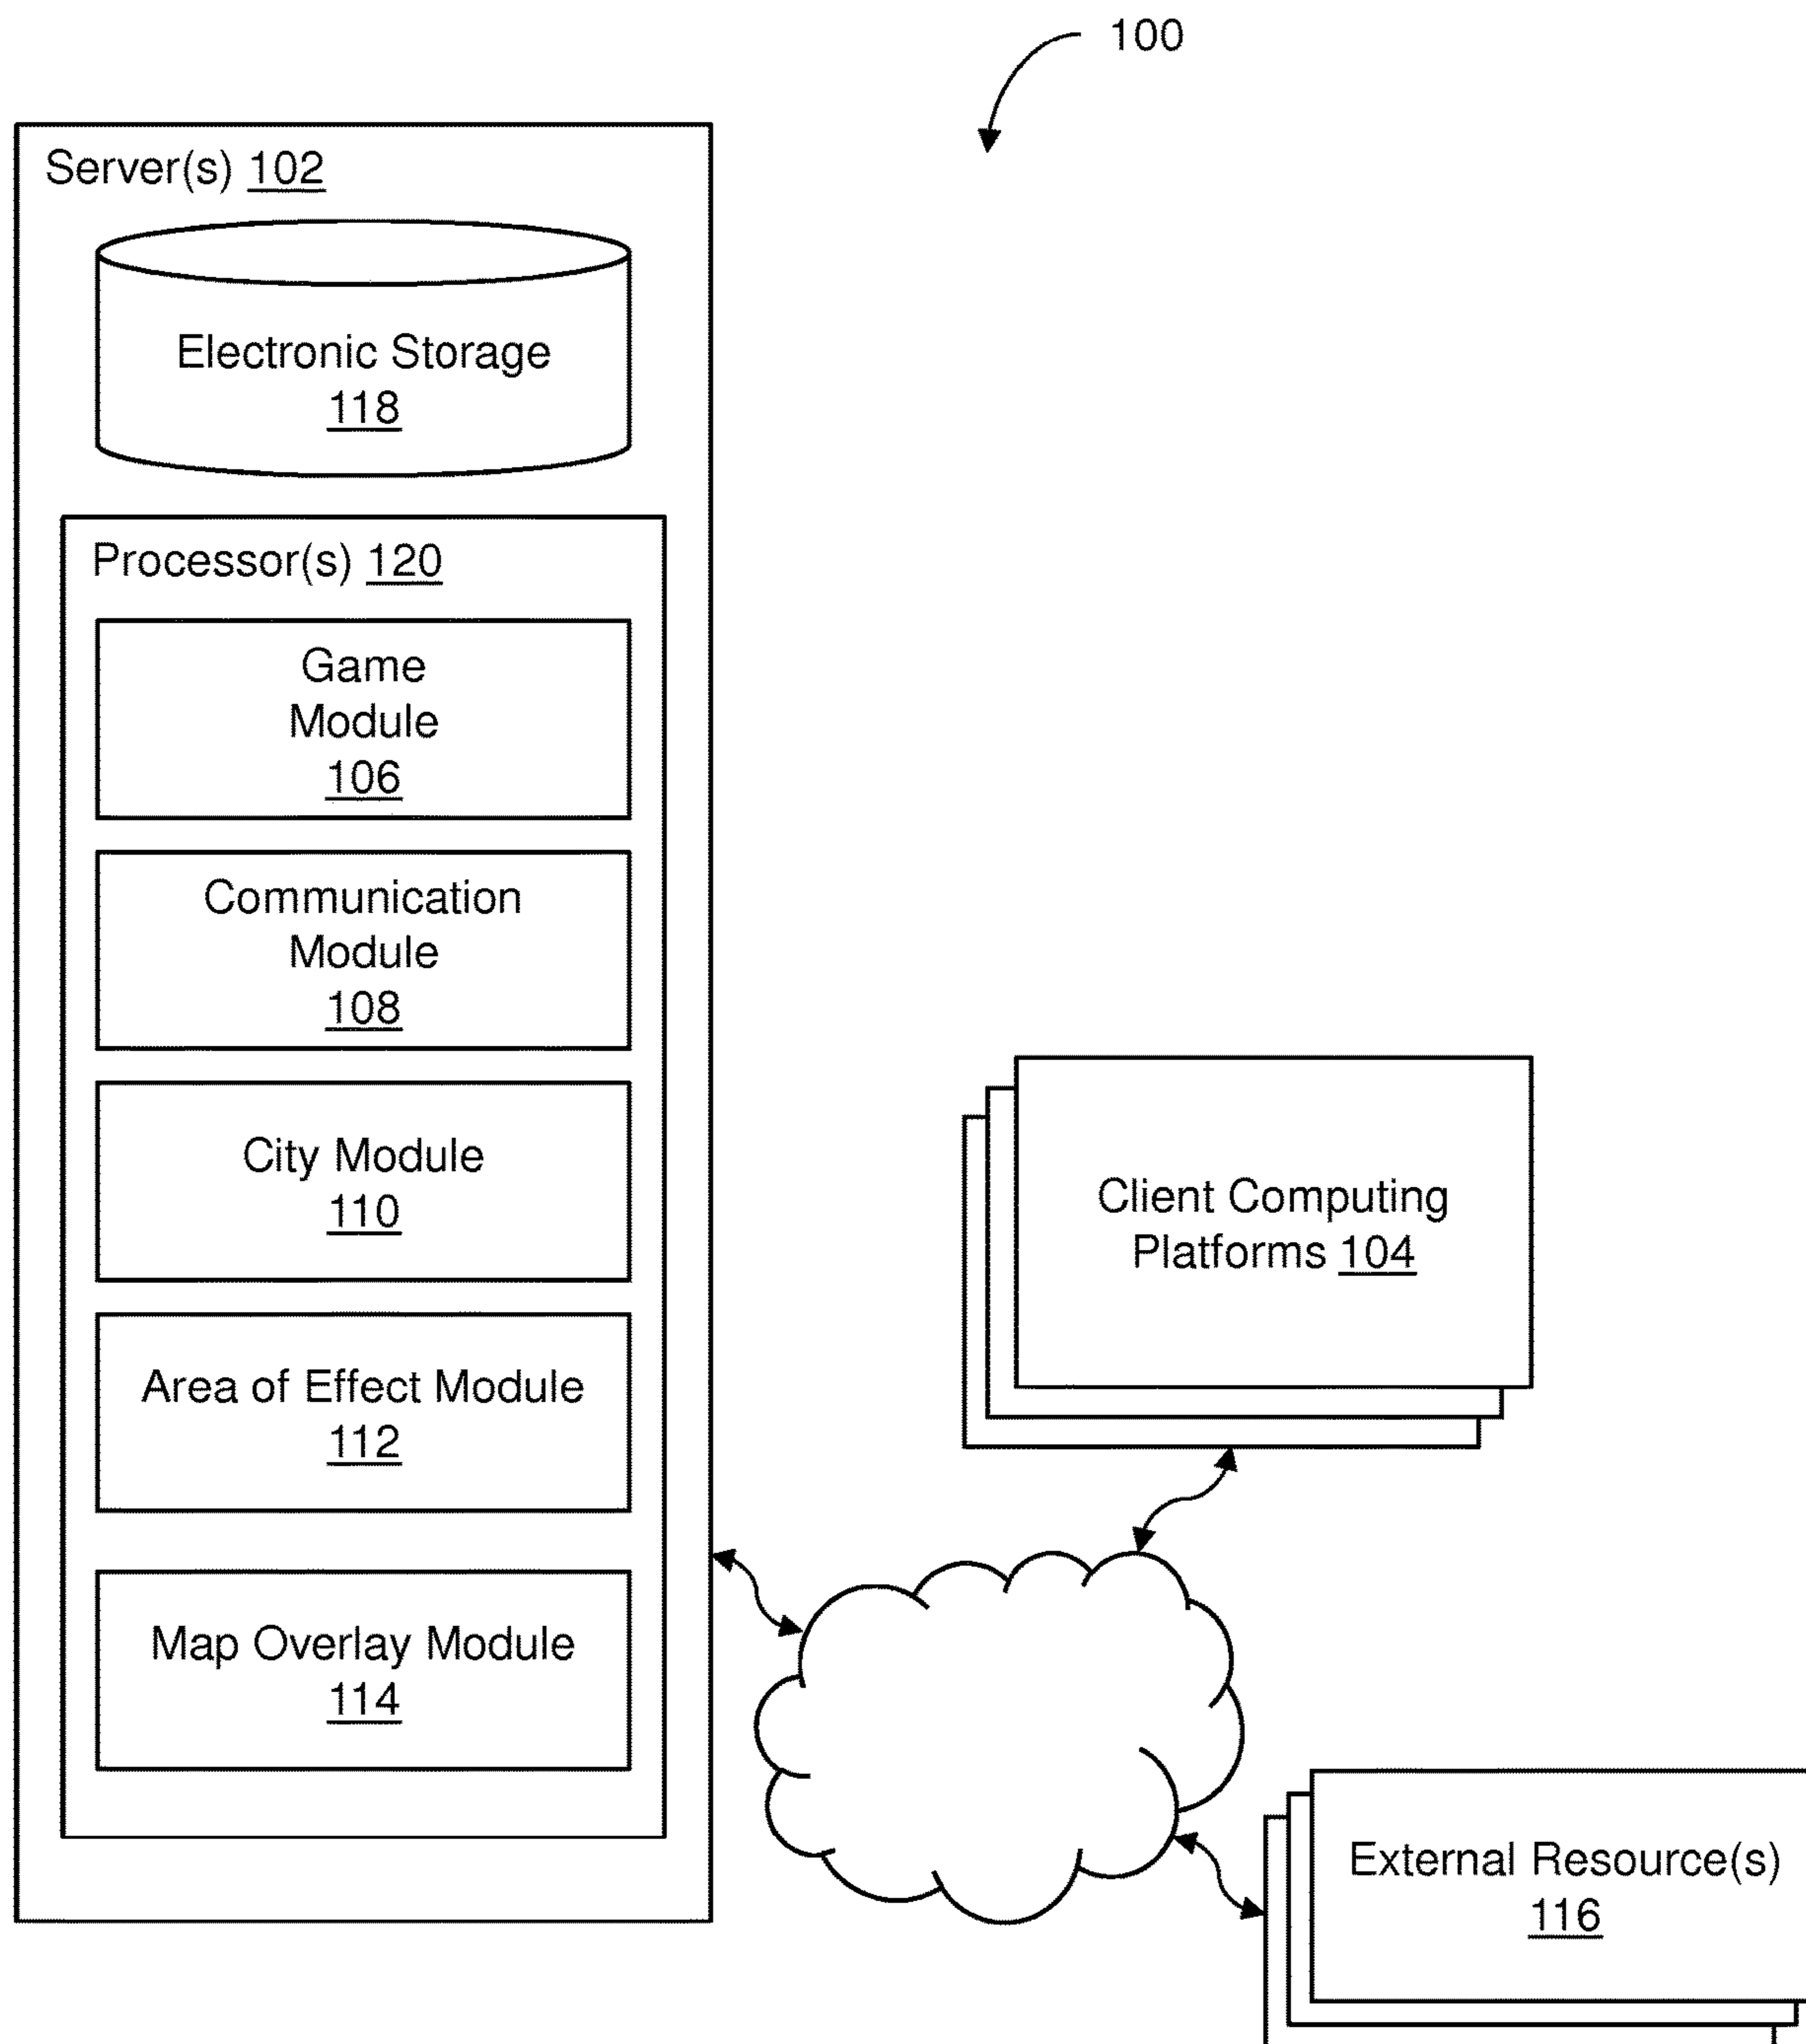 100
Server(s) 102
Electronic Storage
118
Processor(s) 120
Game
Module
106
Communication
Module
108
City Module
110
Area of Effect Module
112
Map Overlay Module
114
Client Computing
Platforms 104
External Resource(s)
116